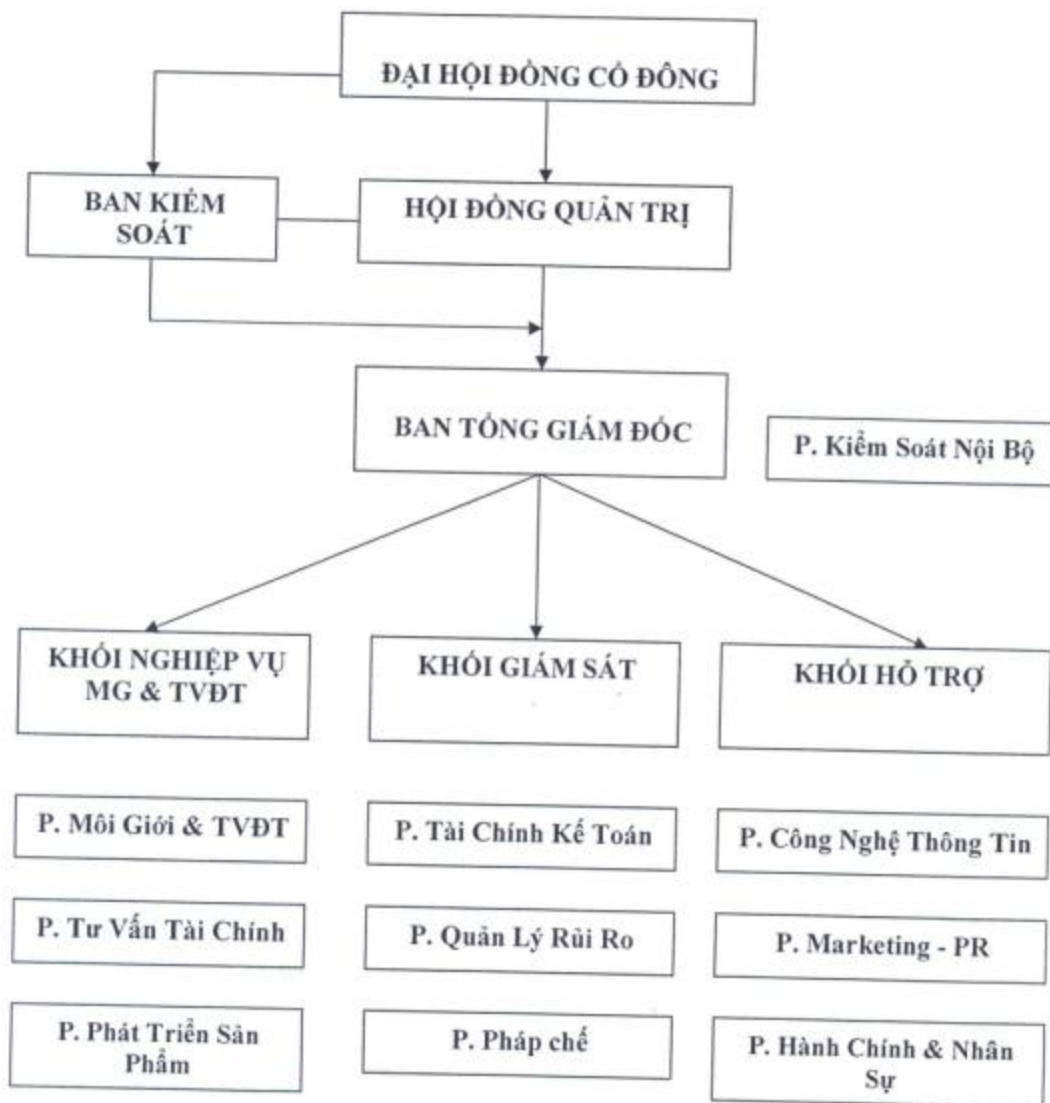 ĐẠI HỘI ĐỒNG CỔ ĐÔNG
BAN KIỂM
SOÁT
HỘI ĐỒNG QUẢN TRỊ
BAN TỔNG GIÁM ĐỐC
P. Kiểm Soát Nội Bộ
KHỐI NGHIỆP VỤ
MG & TVĐT
KHỐI GIÁM SÁT
KHỐI HỖ TRỢ
P. Môi Giới & TVĐT
P. Tài Chính Kế Toán
P. Công Nghệ Thông Tin
P. Tư Vấn Tài Chính
P. Quản Lý Rủi Ro
P. Marketing - PR
P. Phát Triển Sản
Phẩm
P. Pháp chế
P. Hành Chính & Nhân
Sự